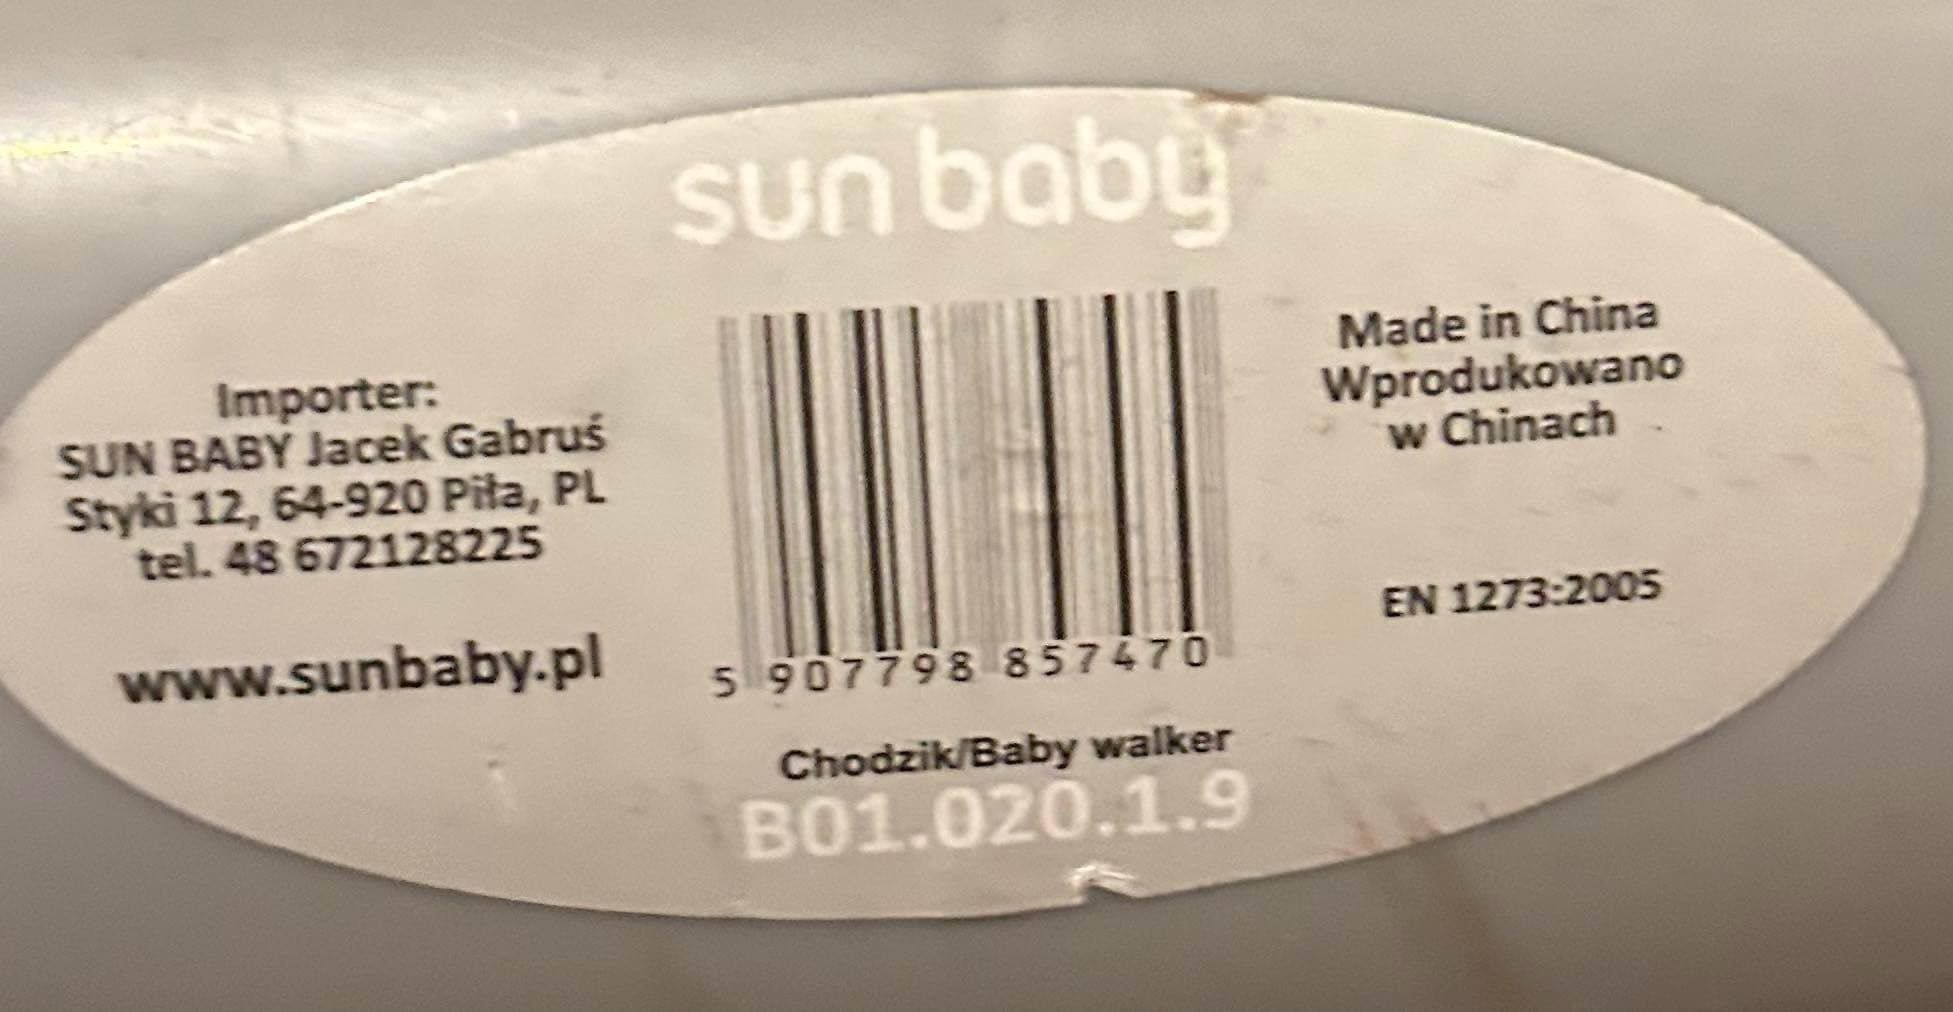 sun baby
Importer:
SUN BABY Jacek Gabruś
Styki 12, 64-920 Piła, PL
tel. 48 672128225
www.sunbaby.pl
5 907798 857470
Chodzik/Baby walker
B01.020.1.9
Made in China
Wprodukowano
w Chinach
EN 1273:2005